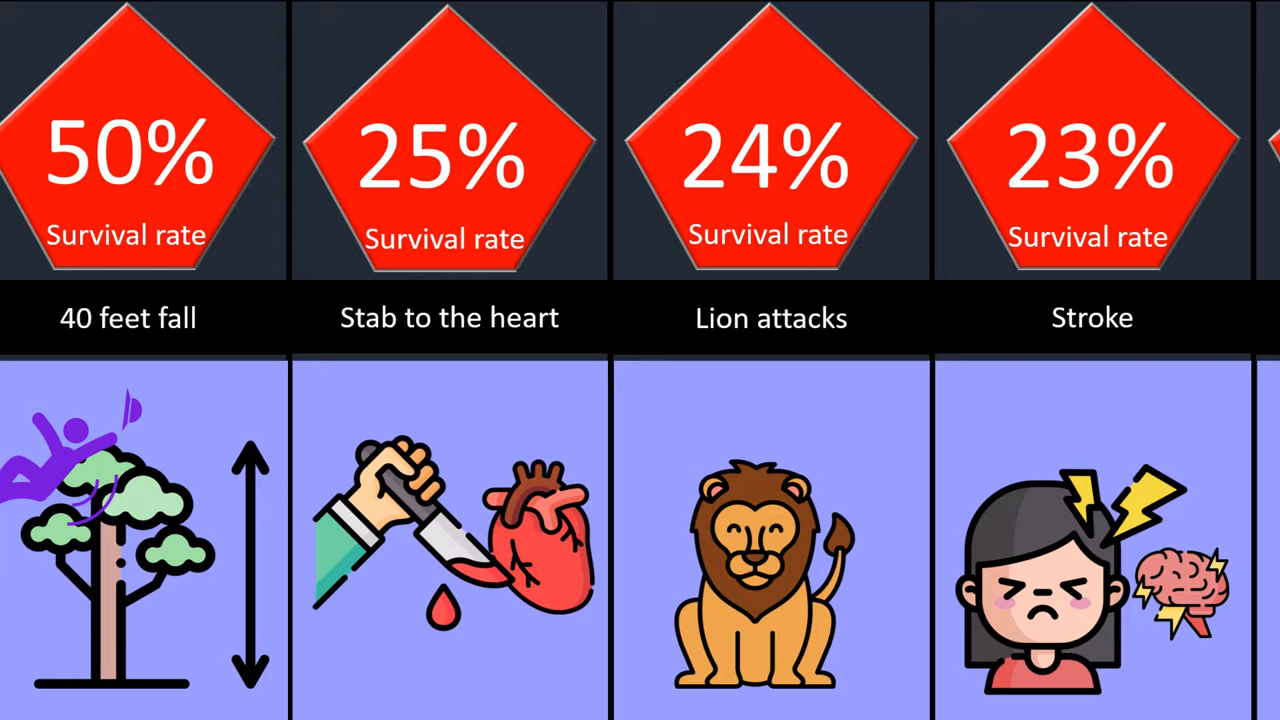 50%
Survival rate
40 feet fall
25%
Survival rate
Stab to the heart
24%
Survival rate
Lion attacks
23%
Survival rate
Stroke